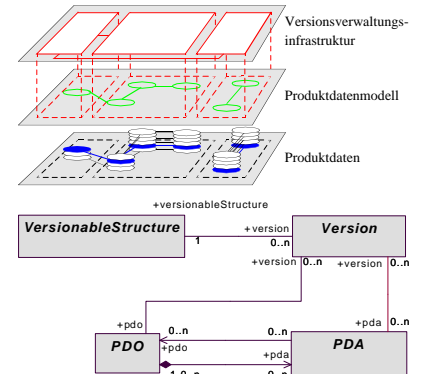 Versionsverwaltungs-
infrastruktur
Produktdatenmodell
Produktdaten
+versionableStructure
VersionableStructure
+version
Version
1
0..n
+version
0..n
+version
0..n
+pdo
0..n
0..n
+pda
0..n
PDO
+pdo
PDA
+pda